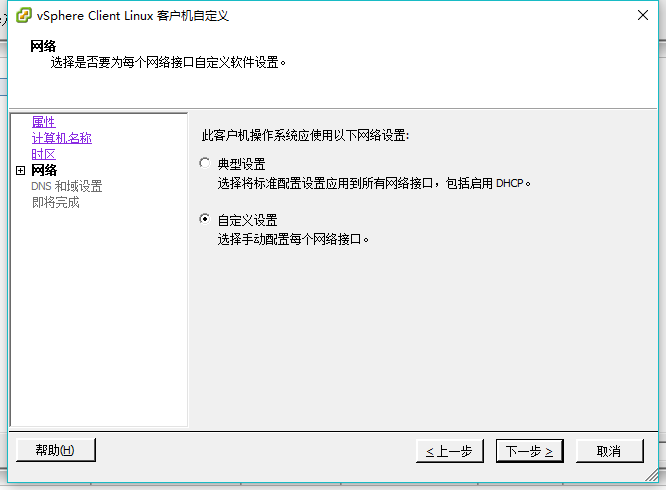 vSphere Client Linux 客户机自定义
网络
选择是否要为每个网络接口自定义软件设置。
属性
计算机名称
时区
网络
DNS 和域设置
即将完成
此客户机操作系统应使用以下网络设置:
典型设置
选择将标准配置设置应用到所有网络接口，包括启用 DHCP。
自定义设置
选择手动配置每个网络接口。
帮助(H)
< 上一步
下一步 >
取消